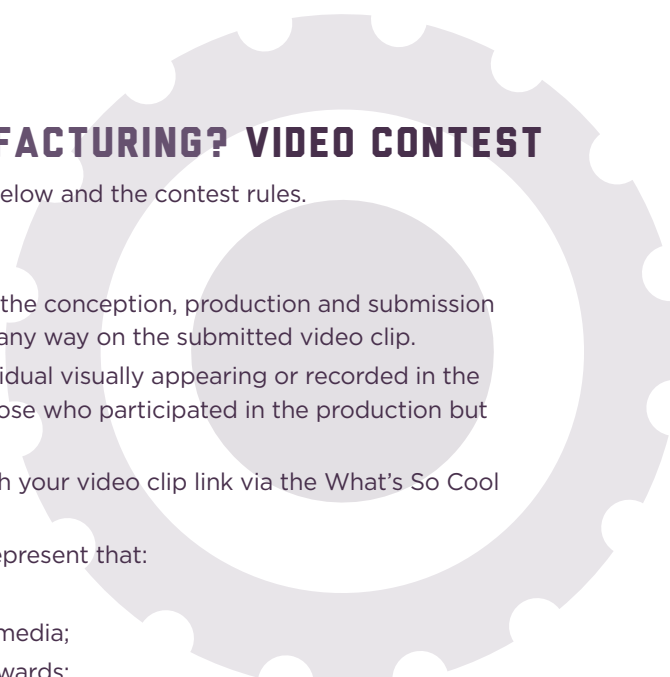 FACTURING? VIDEO CONTEST
elow and the contest rules.
the conception, production and submission
any way on the submitted video clip.
idual visually appearing or recorded in the
ose who participated in the production but
h your video clip link via the What's So Cool
epresent that:
media;
wards;